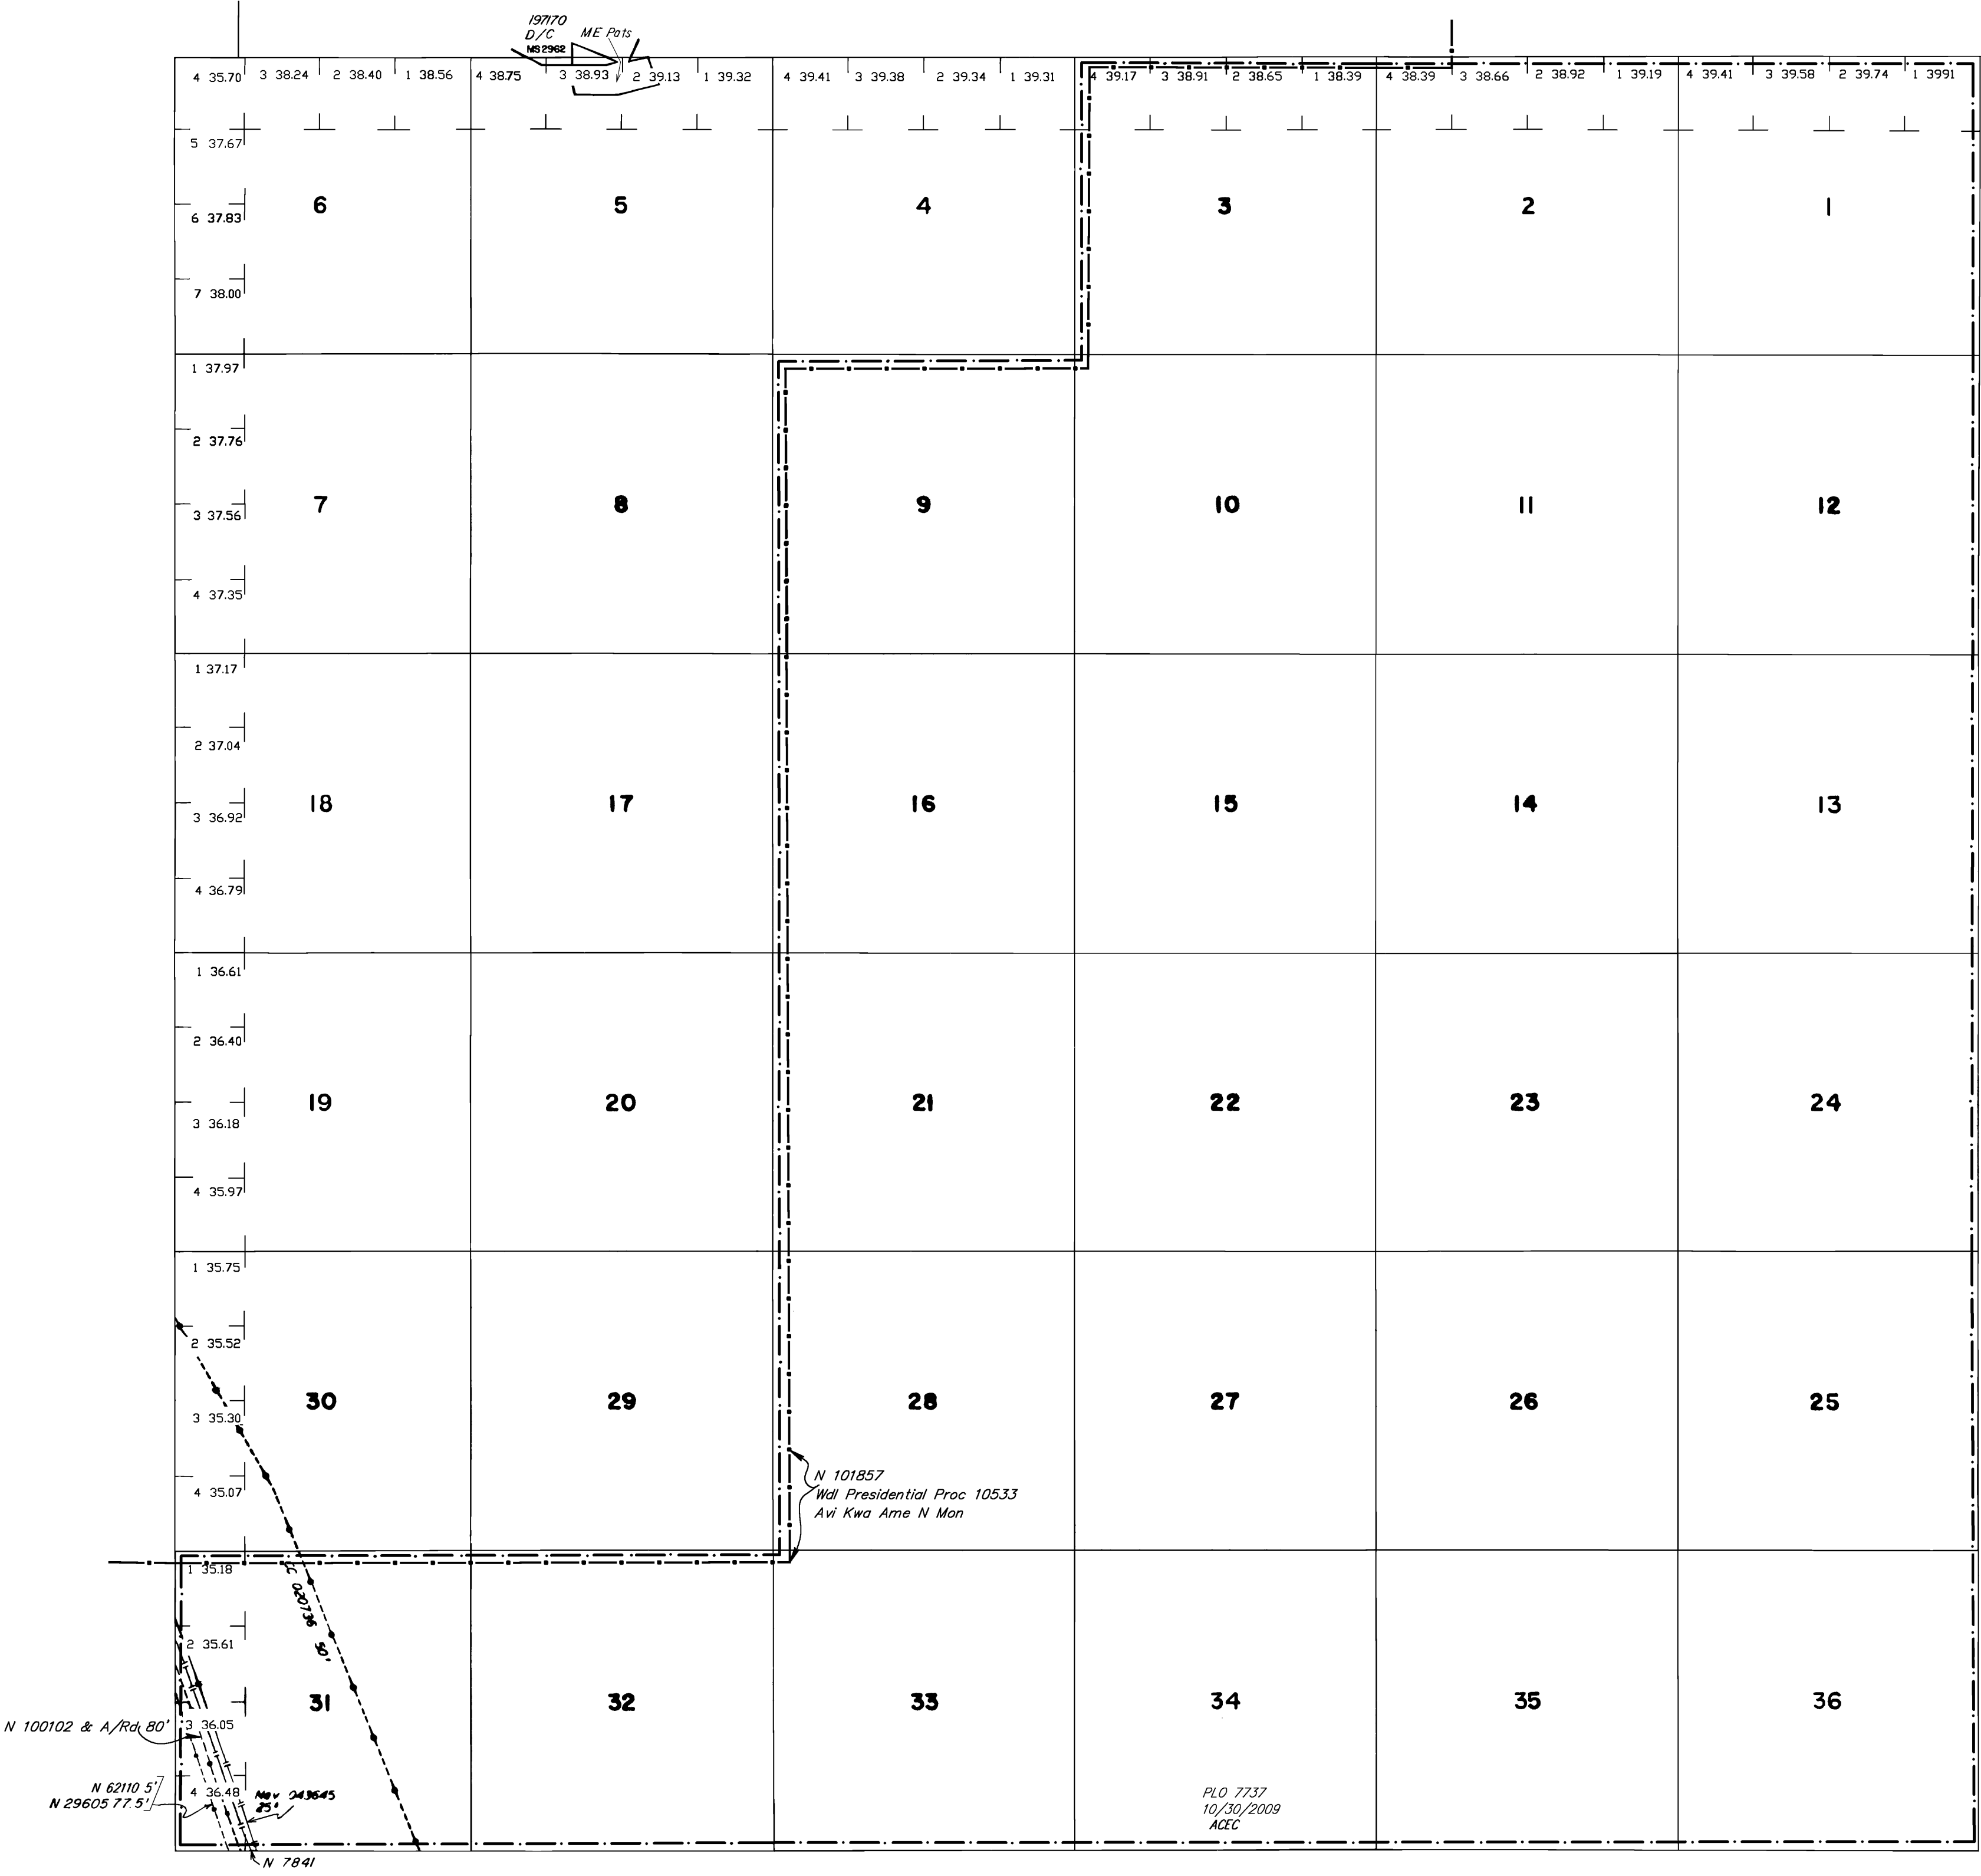 197170
D/C
MS 2962
ME Pats
4 35.70 3 38.24 2 38.40 1 38.56 4 38.75 3 38.93 2 39.13 1 39.32 4 39.41 3 39.38 2 39.34 1 39.31 4 39.17 3 38.91 2 38.65 1 38.39 4 38.39 3 38.66 2 38.92 1 39.19 4 39.41 3 39.58 2 39.74 1 3991
5 37.67
6 5 4 3 2 1
6 37.83
7 38.00
1 37.97
2 37.76
7 8 9 10 11 12
3 37.56
4 37.35
1 37.17
2 37.04
18 17 16 15 14 13
3 36.92
4 36.79
1 36.61
2 36.40
19 20 21 22 23 24
3 36.18
4 35.97
1 35.75
2 35.52
30 29 28 27 26 25
3 35.30
N 101857
4 35.07
Wdl Presidential Proc 10533
Avi Kwa Ame N Mon
1 35.18
CC 020736 50'
2 35.61
31 32 33 34 35 36
N 100102 & A/Rd 80'
3 36.05
N 62110 5'
N 29605 77.5'
4 36.48
Nev 043645
25'
PLO 7737
10/30/2009
ACEC
N 7841